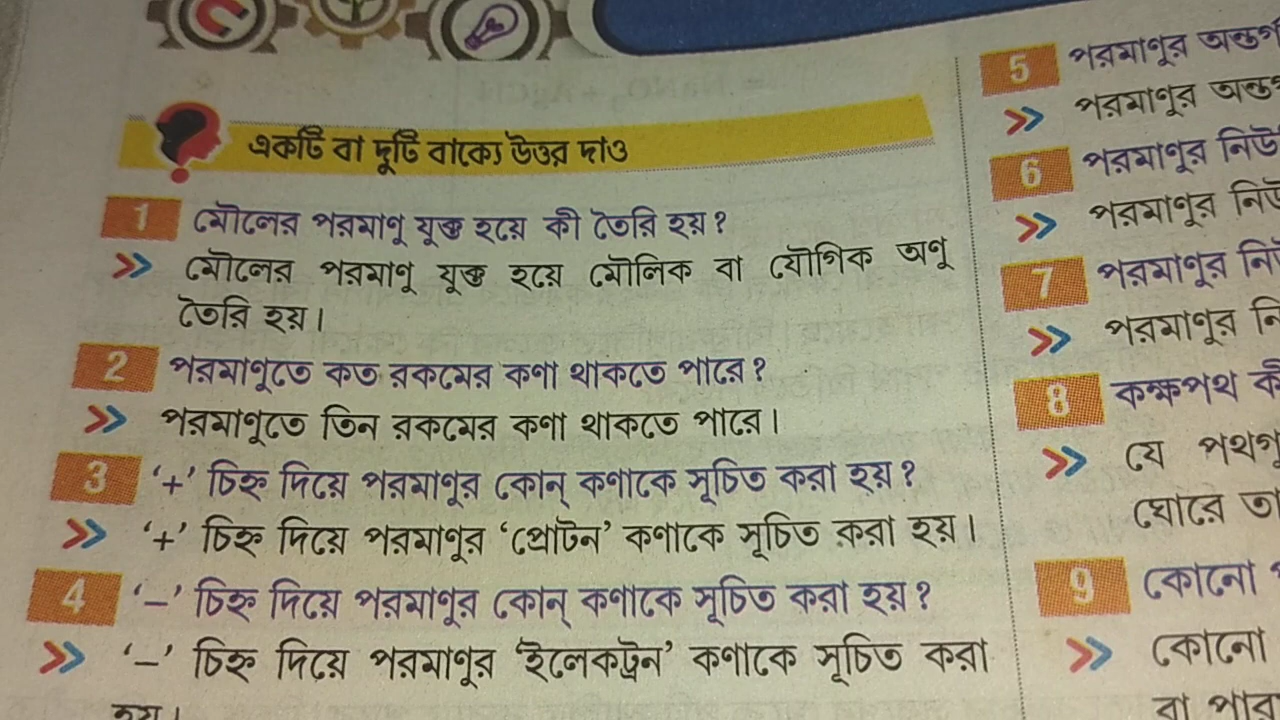 একটি বা দুটি বাক্যে উত্তর দাও
1 মৌলের পরমাণু যুক্ত হয়ে কী তৈরি হয়?
>> মৌলের পরমাণু যুক্ত হয়ে মৌলিক বা যৌগিক অণু
তৈরি হয়।
2 পরমাণুতে কত রকমের কণা থাকতে পারে?
>> পরমাণুতে তিন রকমের কণা থাকতে পারে।
3 ‘+’ চিহ্ন দিয়ে পরমাণুর কোন্ কণাকে সূচিত করা হয়?
>> ‘+’ চিহ্ন দিয়ে পরমাণুর ‘প্রোটন’ কণাকে সূচিত করা হয়।
4 ‘–’ চিহ্ন দিয়ে পরমাণুর কোন্ কণাকে সূচিত করা হয়?
>> ‘–’ চিহ্ন দিয়ে পরমাণুর ‘ইলেকট্রন’ কণাকে সূচিত করা
হয়।
5 পরমাণুর
>> পরমাণুর
6 পরমাণুর
>> পরমাণুর
7 পরমাণুর
>> পরমাণুর
8 কক্ষপথ
>> যে
ঘোরে
9 কোনো
>> কোনো
বা